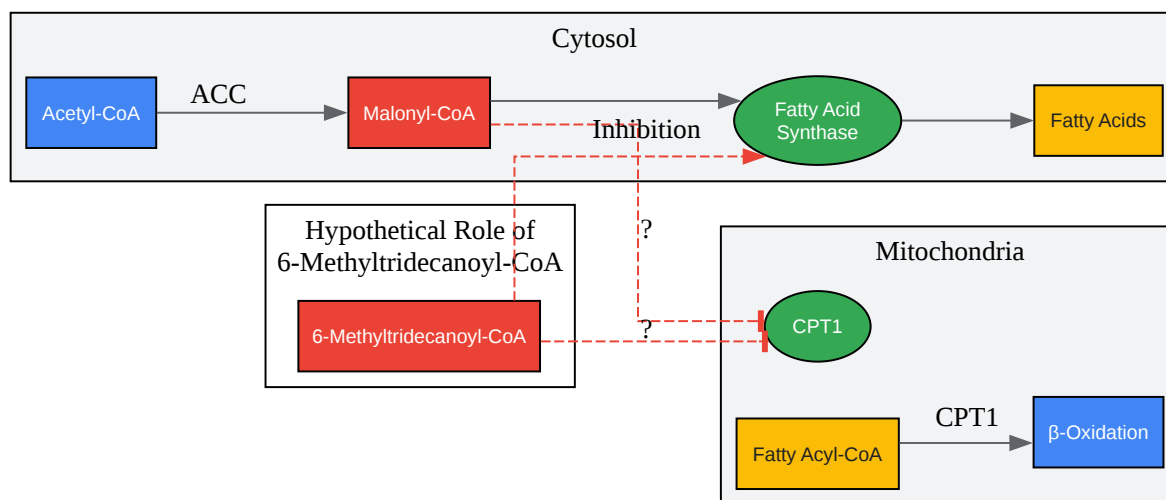 Cytosol
Acetyl-CoA
ACC
Malonyl-CoA
Inhibition
Fatty Acid
Synthase
Fatty Acids
Hypothetical Role of
6-Methyltridecanoyl-CoA
6-Methyltridecanoyl-CoA
?
?
Mitochondria
CPT1
Fatty Acyl-CoA
CPT1
β-Oxidation